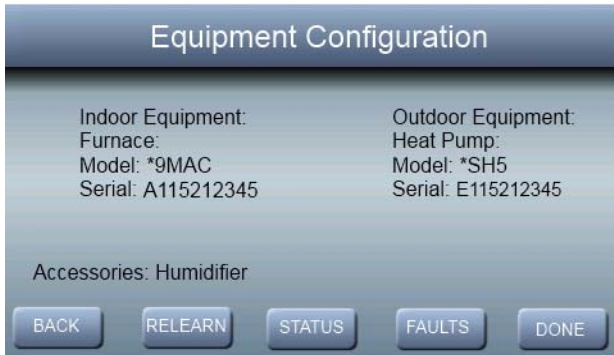 Equipment Configuration
Indoor Equipment:
Furnace:
Model: *9MAC
Serial: A115212345
Outdoor Equipment:
Heat Pump:
Model: *SH5
Serial: E115212345
Accessories: Humidifier
BACK
RELEARN
STATUS
FAULTS
DONE